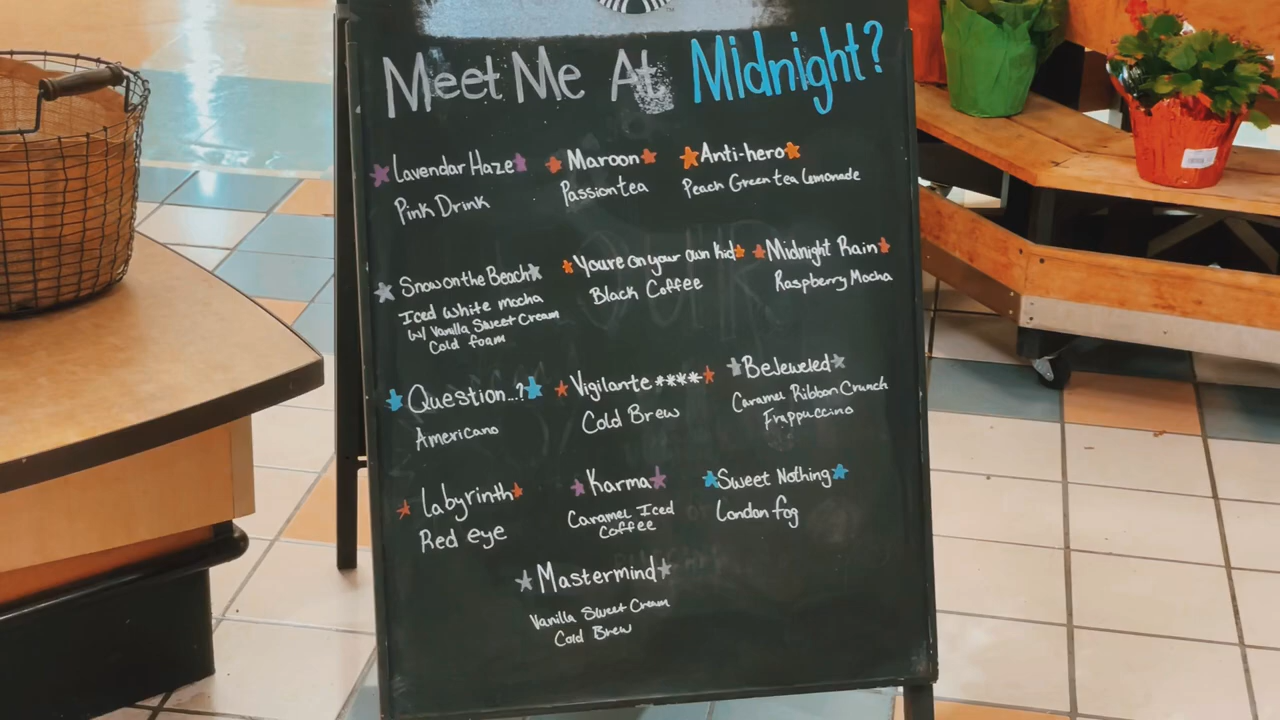 Meet Me At Midnight?
Lavendar Haze
Pink Drink
Maroon
Passion tea
Anti-hero
Peach Green tea Lemonade
Snow on the Beach
Iced white mocha
w/ Vanilla Sweet Cream
Cold foam
Youre on your own kid
Black Coffee
Midnight Rain
Raspberry Mocha
Question...?
Americano
Vigilante ****
Cold Brew
BeJeweled
Caramel Ribbon Crunch
Frappuccino
Labyrinth
Red eye
Karma
Caramel Iced
Coffee
Sweet Nothing
London fog
Mastermind
Vanilla Sweet Cream
Cold Brew